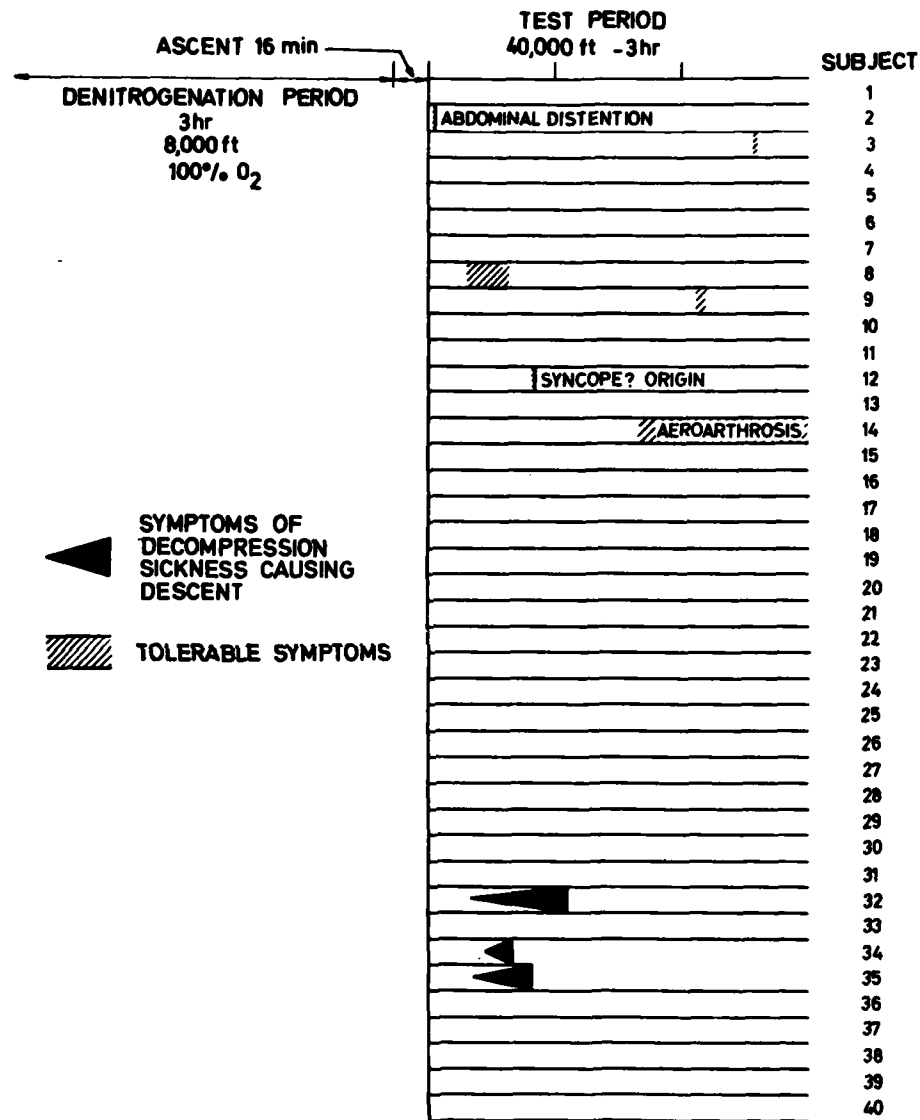 TEST PERIOD
40,000 ft - 3hr
ASCENT 16 min
SUBJECT
DENITROGENATION PERIOD
3hr
8,000 ft
100% O2
1
ABDOMINAL DISTENTION 2
3
4
5
6
7
8
9
10
11
SYNCOPE? ORIGIN 12
13
AEROARTHROSIS 14
15
16
17
18
19
20
21
22
23
24
25
26
27
28
29
30
31
32
33
34
35
36
37
38
39
40
SYMPTOMS OF
DECOMPRESSION
SICKNESS CAUSING
DESCENT
TOLERABLE SYMPTOMS